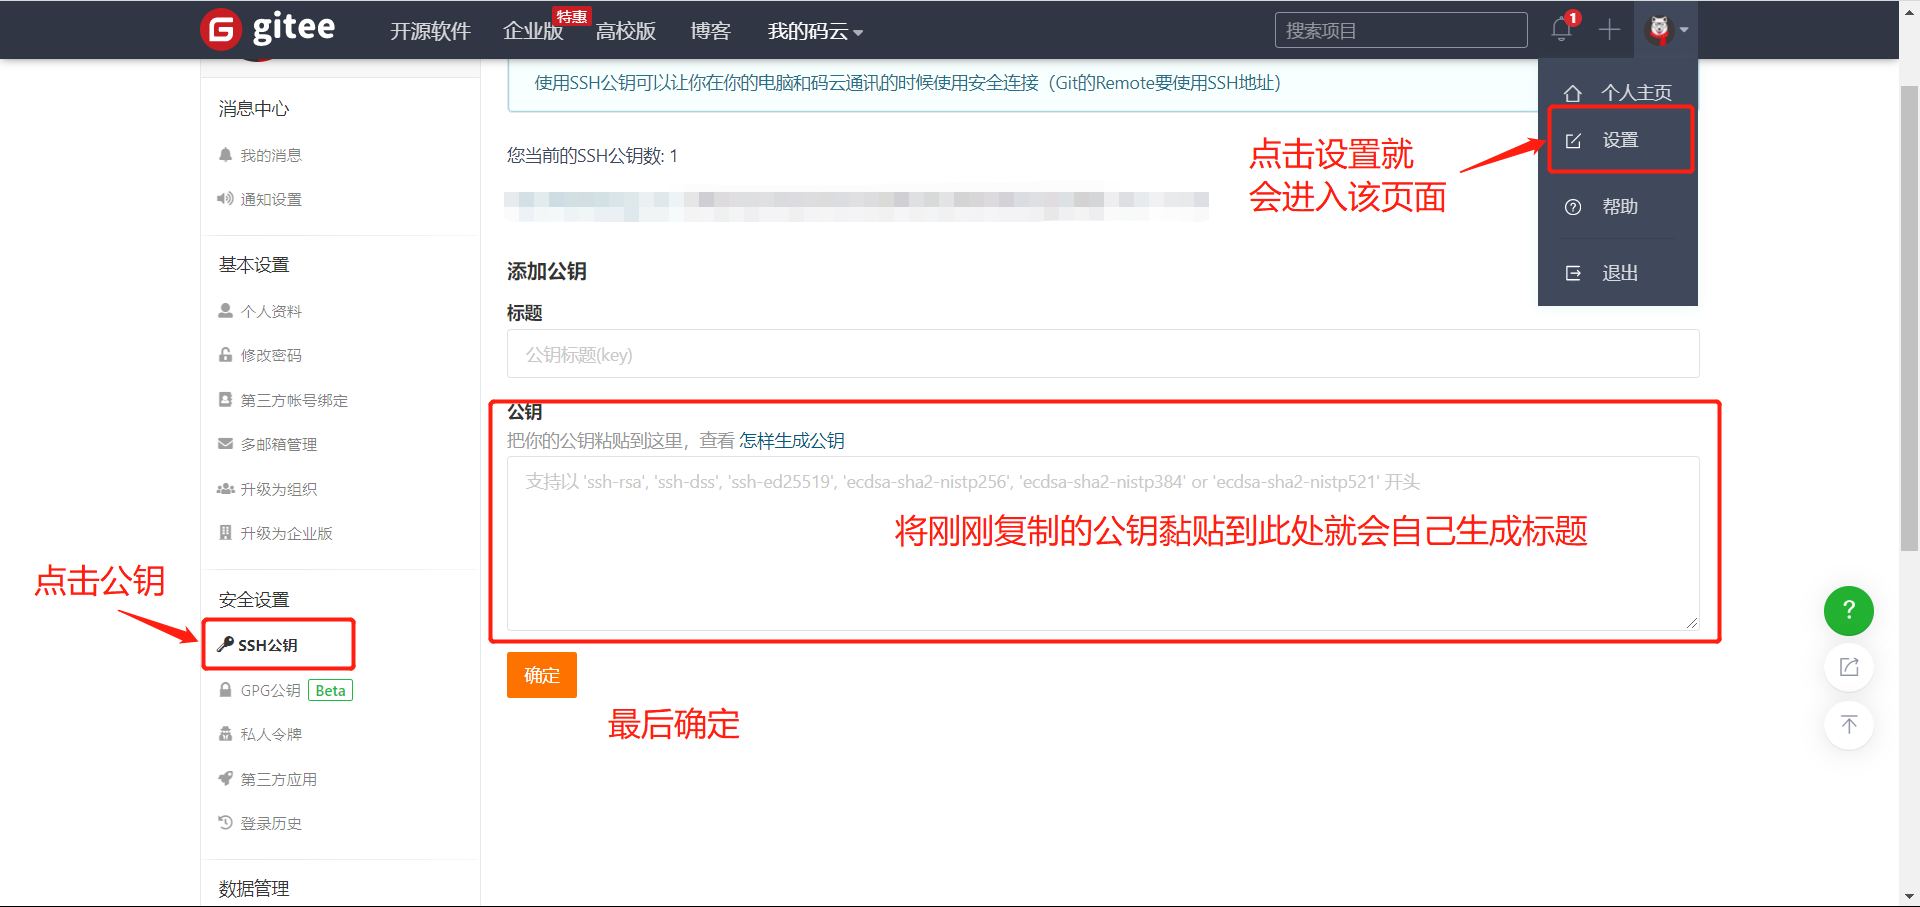 gitee
开源软件
企业版
特惠
高校版
博客
我的码云
搜索项目
1
个人主页
设置
帮助
退出
消息中心
我的消息
通知设置
基本设置
个人资料
修改密码
第三方帐号绑定
多邮箱管理
升级为组织
升级为企业版
安全设置
SSH公钥
GPG公钥 Beta
私人令牌
第三方应用
登录历史
数据管理
点击公钥
使用SSH公钥可以让你在你的电脑和码云通讯的时候使用安全连接（Git的Remote要使用SSH地址）
您当前的SSH公钥数: 1
点击设置就
会进入该页面
添加公钥
标题
公钥标题(key)
公钥
把你的公钥粘贴到这里，查看 怎样生成公钥
支持以 'ssh-rsa', 'ssh-dss', 'ssh-ed25519', 'ecdsa-sha2-nistp256', 'ecdsa-sha2-nistp384' or 'ecdsa-sha2-nistp521' 开头
将刚刚复制的公钥黏贴到此处就会自己生成标题
确定
最后确定
?